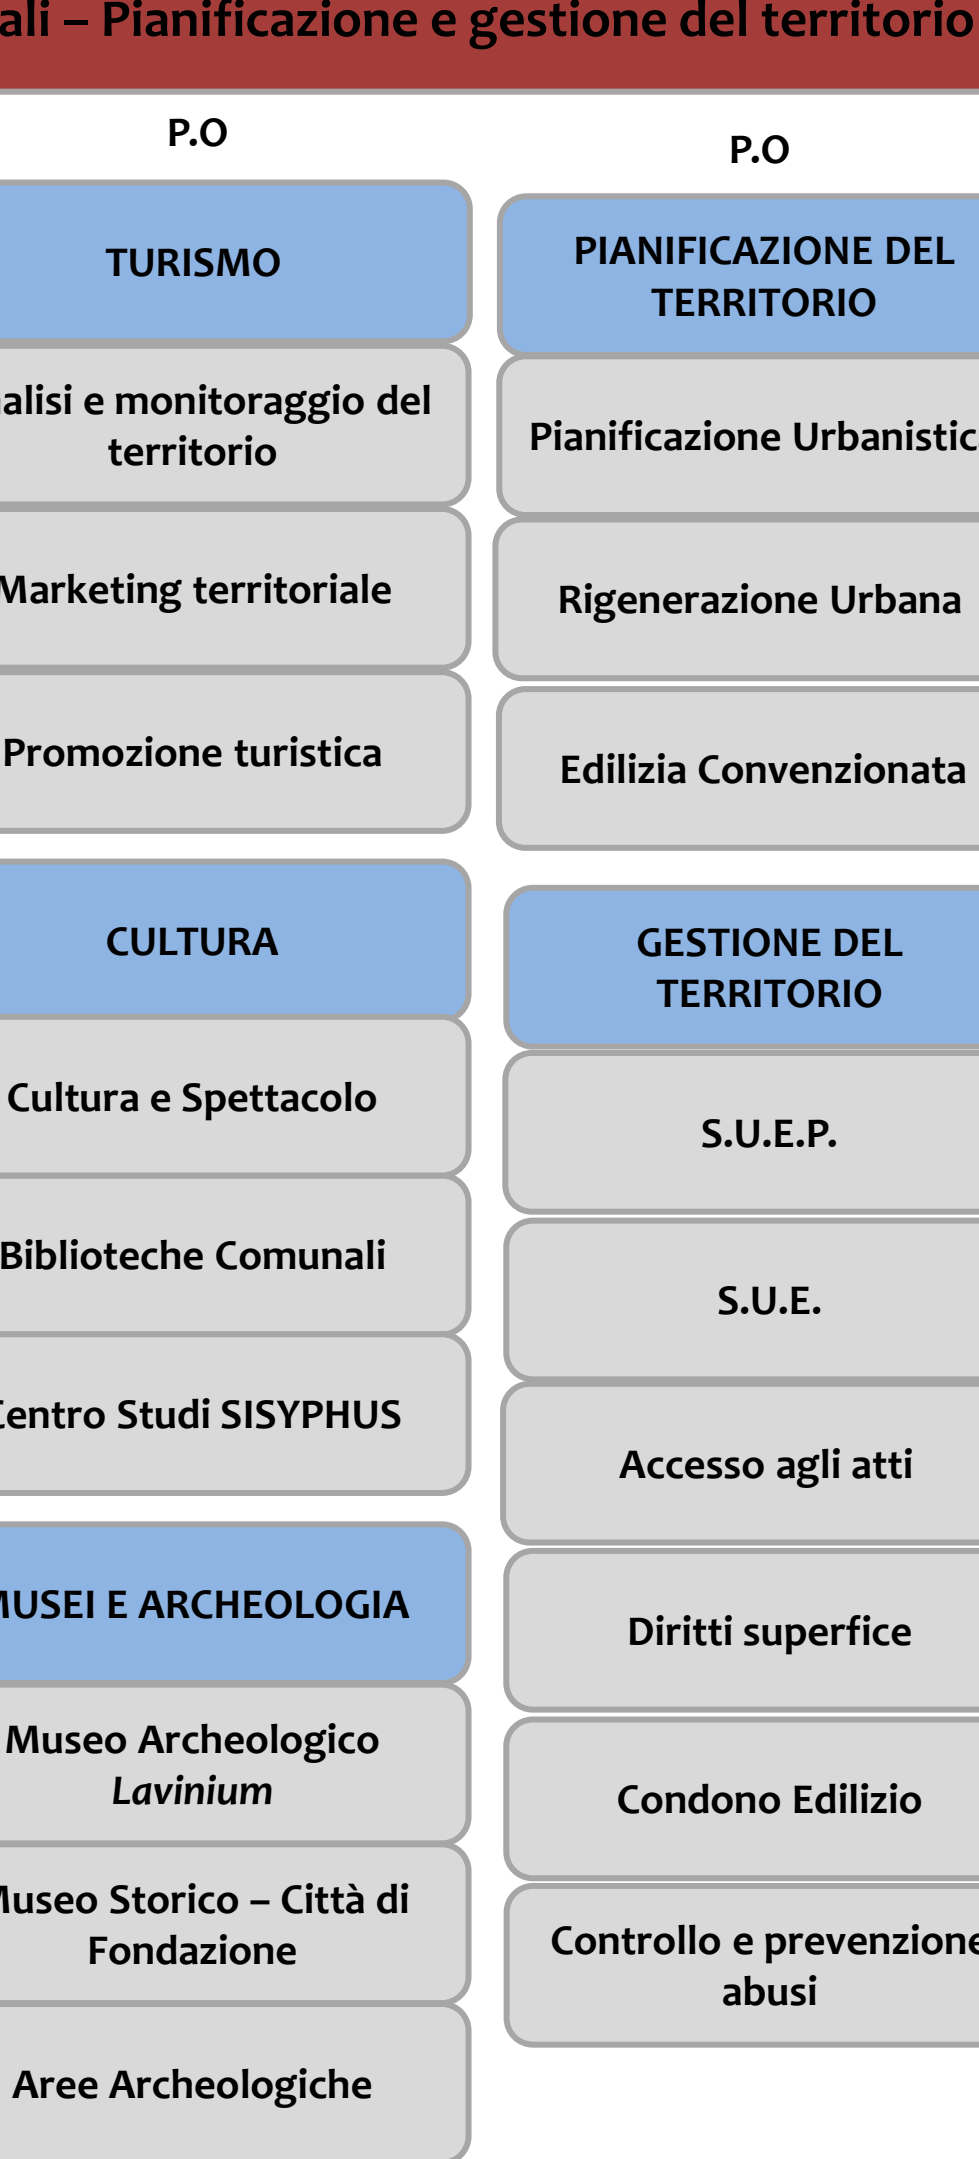 ali – Pianificazione e gestione del territorio
P.O
TURISMO
alisi e monitoraggio del
territorio
Marketing territoriale
Promozione turistica
CULTURA
Cultura e Spettacolo
Biblioteche Comunali
Centro Studi SISYPHUS
MUSEI E ARCHEOLOGIA
Museo Archeologico
Lavinium
Museo Storico – Città di
Fondazione
Aree Archeologiche
P.O
PIANIFICAZIONE DEL
TERRITORIO
Pianificazione Urbanistic
Rigenerazione Urbana
Edilizia Convenzionata
GESTIONE DEL
TERRITORIO
S.U.E.P.
S.U.E.
Accesso agli atti
Diritti superfice
Condono Edilizio
Controllo e prevenzione
abusi